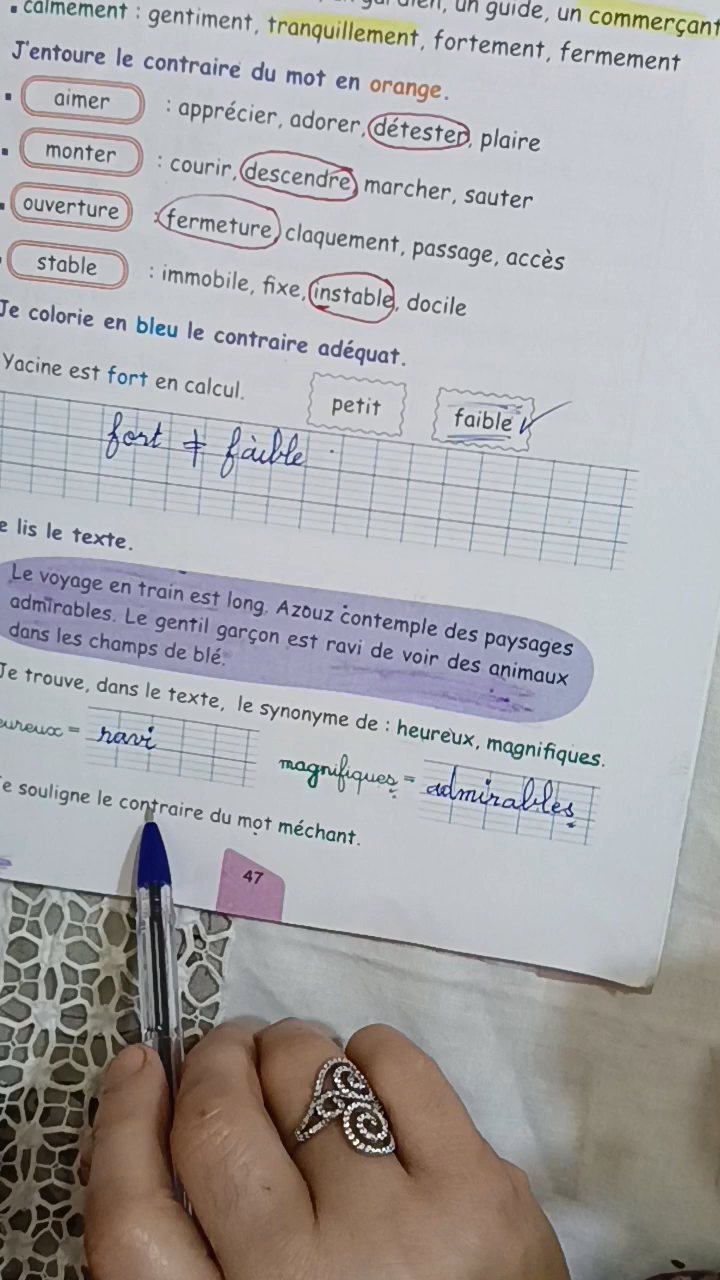 un guide, un commerçant
calmement : gentiment, tranquillement, fortement, fermement
J'entoure le contraire du mot en orange.
aimer : apprécier, adorer, détester, plaire
monter : courir, descendre, marcher, sauter
ouverture : fermeture, claquement, passage, accès
stable : immobile, fixe, instable, docile
Je colorie en bleu le contraire adéquat.
Yacine est fort en calcul. petit faible
fort ≠ faible
lis le texte.
Le voyage en train est long. Azouz contemple des paysages
admirables. Le gentil garçon est ravi de voir des animaux
dans les champs de blé.
Je trouve, dans le texte, le synonyme de : heureux, magnifiques.
= ravi magnifiques = admirables
souligne le contraire du mot méchant.
47